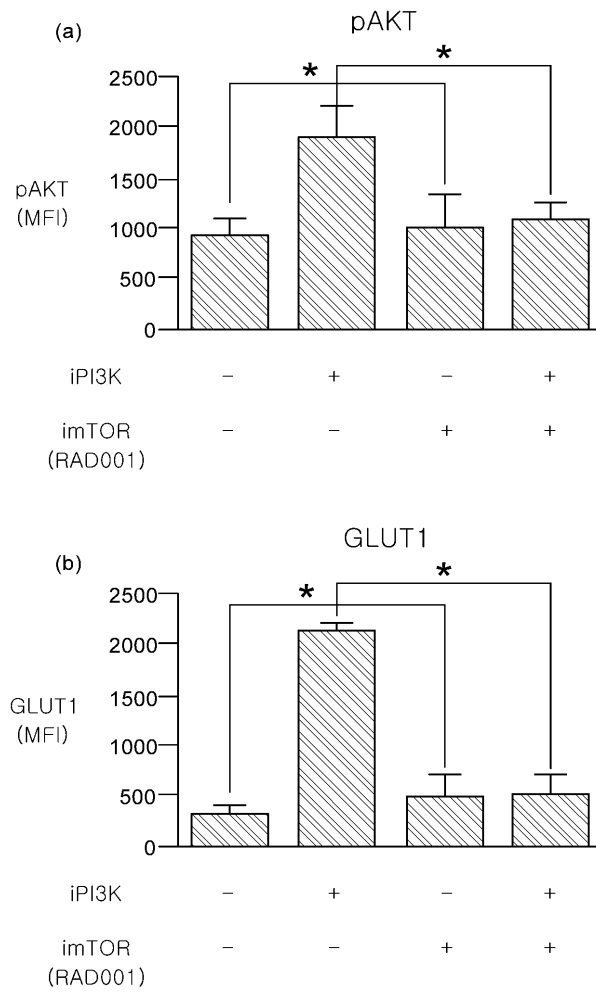 (a)
pAKT
* *
2500
2000
1500
1000
500
0
pAKT
(MFI)
iPI3K − + − +
imTOR − − + +
(RAD001)
(b)
GLUT1
* *
2500
2000
1500
1000
500
0
GLUT1
(MFI)
iPI3K − + − +
imTOR − − + +
(RAD001)